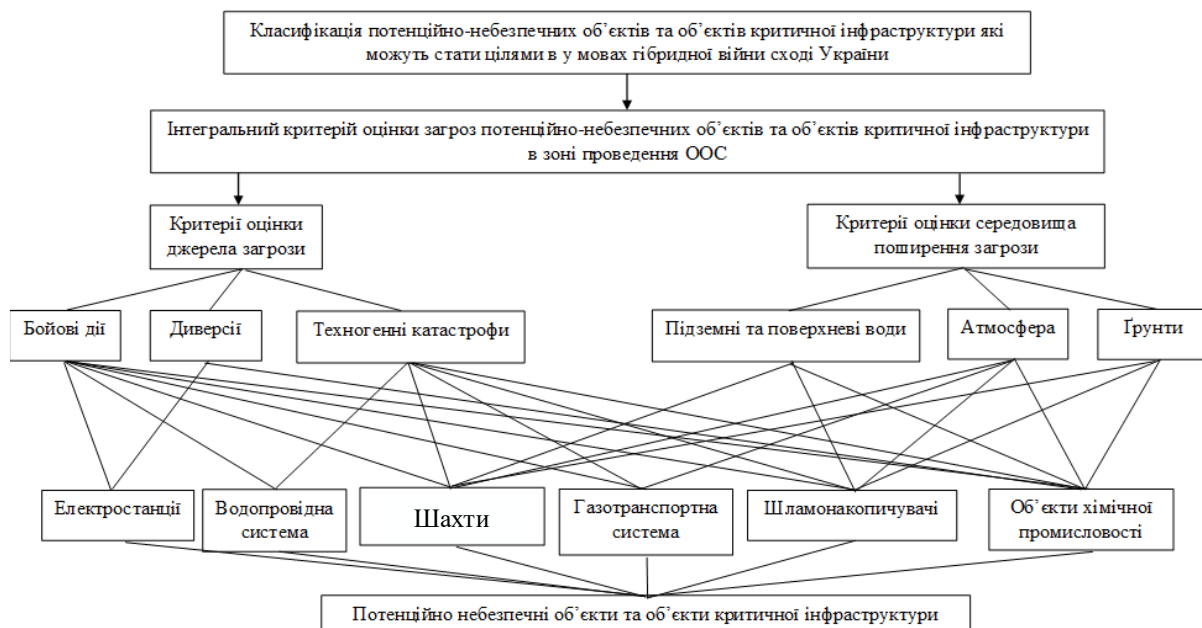 Класифікація потенційно-небезпечних об’єктів та об’єктів критичної інфраструктури які
можуть стати цілями в у мовах гібридної війни сході України
Інтегральний критерій оцінки загроз потенційно-небезпечних об’єктів та об’єктів критичної інфраструктури
в зоні проведення ООС
Критерії оцінки
джерела загрози
Критерії оцінки середовища
поширення загрози
Бойові дії
Диверсії
Техногенні катастрофи
Підземні та поверхневі води
Атмосфера
Ґрунти
Електростанції
Водопровідна
система
Шахти
Газотранспортна
система
Шламонакопичувачі
Об’єкти хімічної
промисловості
Потенційно небезпечні об’єкти та об’єкти критичної інфраструктури